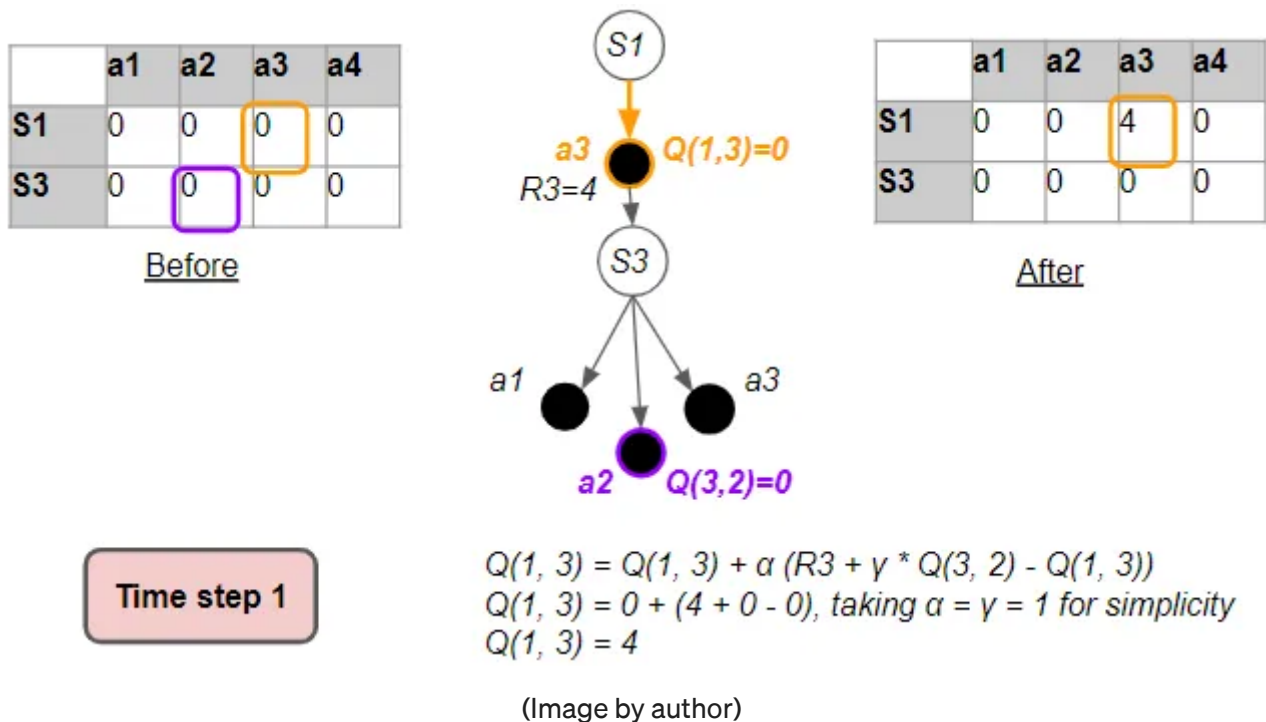 a1 a2 a3 a4
S1 0 0 0 0
S3 0 0 0 0
Before
S1
a3 Q(1,3)=0
R3=4
S3
a1
a3
a2 Q(3,2)=0
a1 a2 a3 a4
S1 0 0 4 0
S3 0 0 0 0
After
Time step 1
Q(1, 3) = Q(1, 3) + α (R3 + γ * Q(3, 2) - Q(1, 3))
Q(1, 3) = 0 + (4 + 0 - 0), taking α = γ = 1 for simplicity
Q(1, 3) = 4
(Image by author)